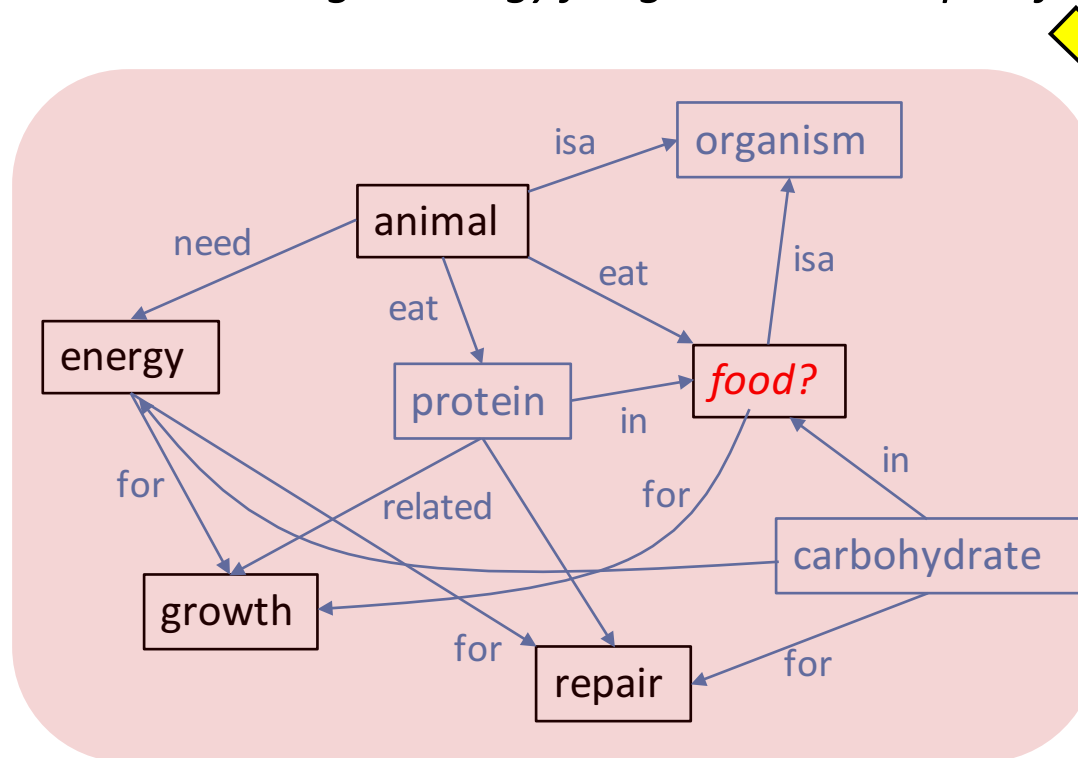 isa
organism
animal
need
eat
isa
eat
energy
food?
protein
in
in
for
related
for
carbohydrate
growth
for
for
repair